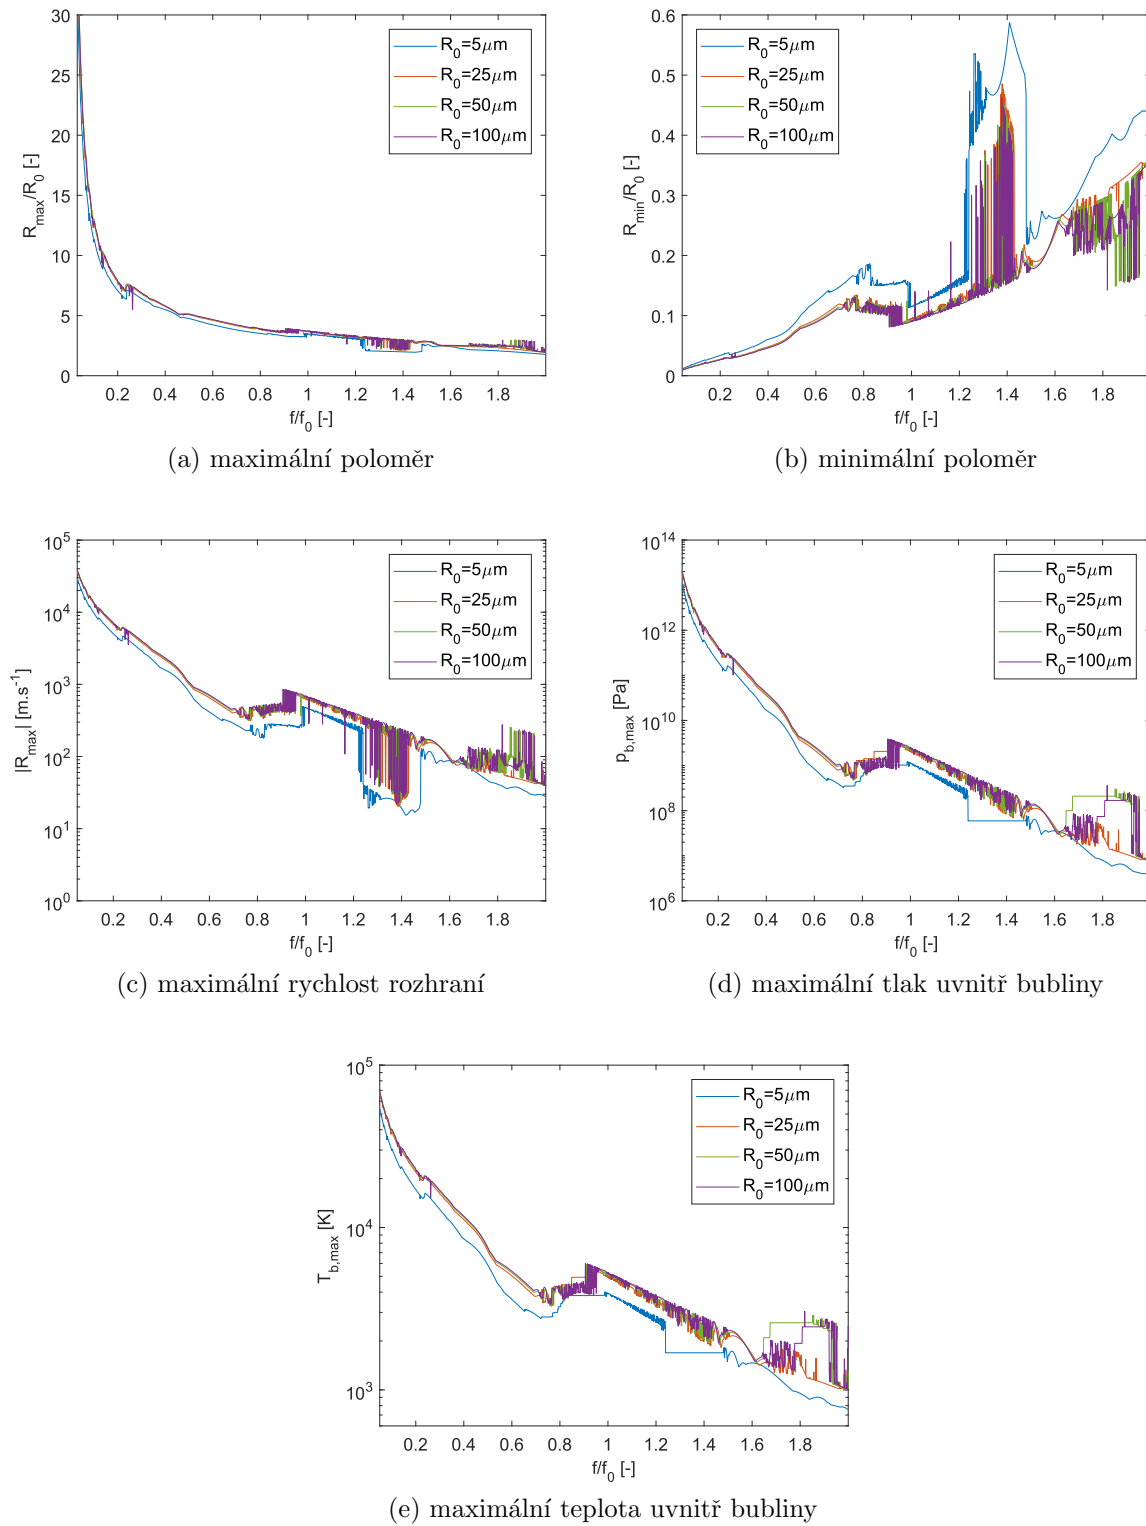 30
25
20
15
10
5
0
R_max/R_0 [-]
R_0=5μm
R_0=25μm
R_0=50μm
R_0=100μm
0.2 0.4 0.6 0.8 1 1.2 1.4 1.6 1.8
f/f_0 [-]
(a) maximální poloměr
0.6
0.5
0.4
0.3
0.2
0.1
0
R_min/R_0 [-]
R_0=5μm
R_0=25μm
R_0=50μm
R_0=100μm
0.2 0.4 0.6 0.8 1 1.2 1.4 1.6 1.8
f/f_0 [-]
(b) minimální poloměr
10^5
10^4
10^3
10^2
10^1
10^0
|R_max| [m.s^-1]
R_0=5μm
R_0=25μm
R_0=50μm
R_0=100μm
0.2 0.4 0.6 0.8 1 1.2 1.4 1.6 1.8
f/f_0 [-]
(c) maximální rychlost rozhraní
10^14
10^12
10^10
10^8
10^6
p_b,max [Pa]
R_0=5μm
R_0=25μm
R_0=50μm
R_0=100μm
0.2 0.4 0.6 0.8 1 1.2 1.4 1.6 1.8
f/f_0 [-]
(d) maximální tlak uvnitř bubliny
10^5
10^4
10^3
T_b,max [K]
R_0=5μm
R_0=25μm
R_0=50μm
R_0=100μm
0.2 0.4 0.6 0.8 1 1.2 1.4 1.6 1.8
f/f_0 [-]
(e) maximální teplota uvnitř bubliny